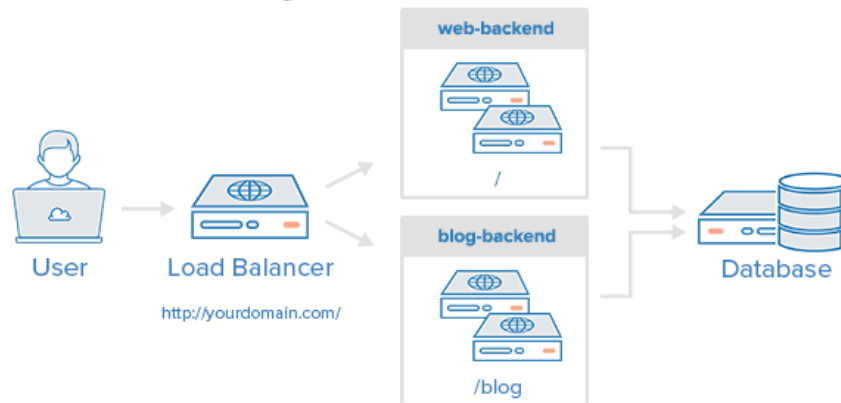 web-backend
/
User
Load Balancer
http://yourdomain.com/
blog-backend
/blog
Database